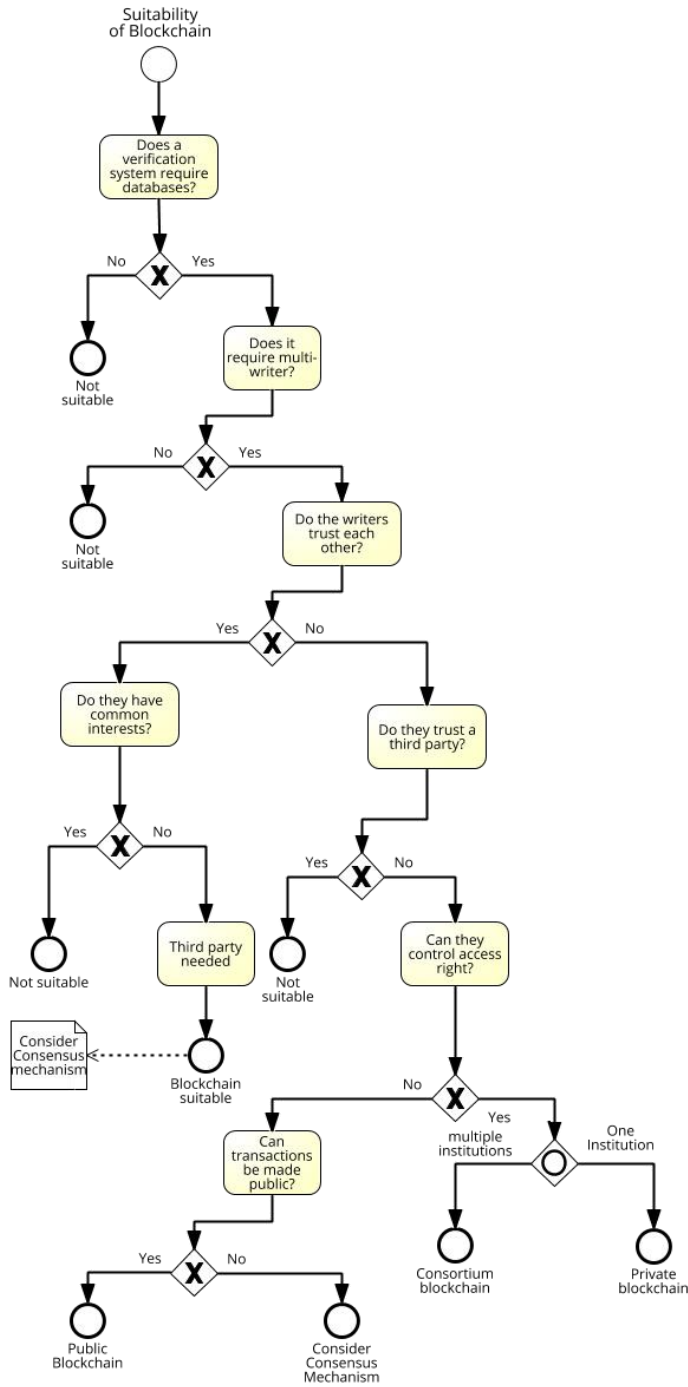 Suitability
of Blockchain
Does a
verification
system require
databases?
No
Yes
Not
suitable
Does it
require multi-
writer?
No
Yes
Not
suitable
Do the writers
trust each
other?
Yes
No
Do they have
common
interests?
Do they trust a
third party?
Yes
No
Yes
No
Not suitable
Third party
needed
Not
suitable
Can they
control access
right?
Consider
Consensus
mechanism
Blockchain
suitable
No
Yes
Can
transactions
be made
public?
multiple
institutions
One
Institution
Yes
No
Consortium
blockchain
Private
blockchain
Public
Blockchain
Consider
Consensus
Mechanism